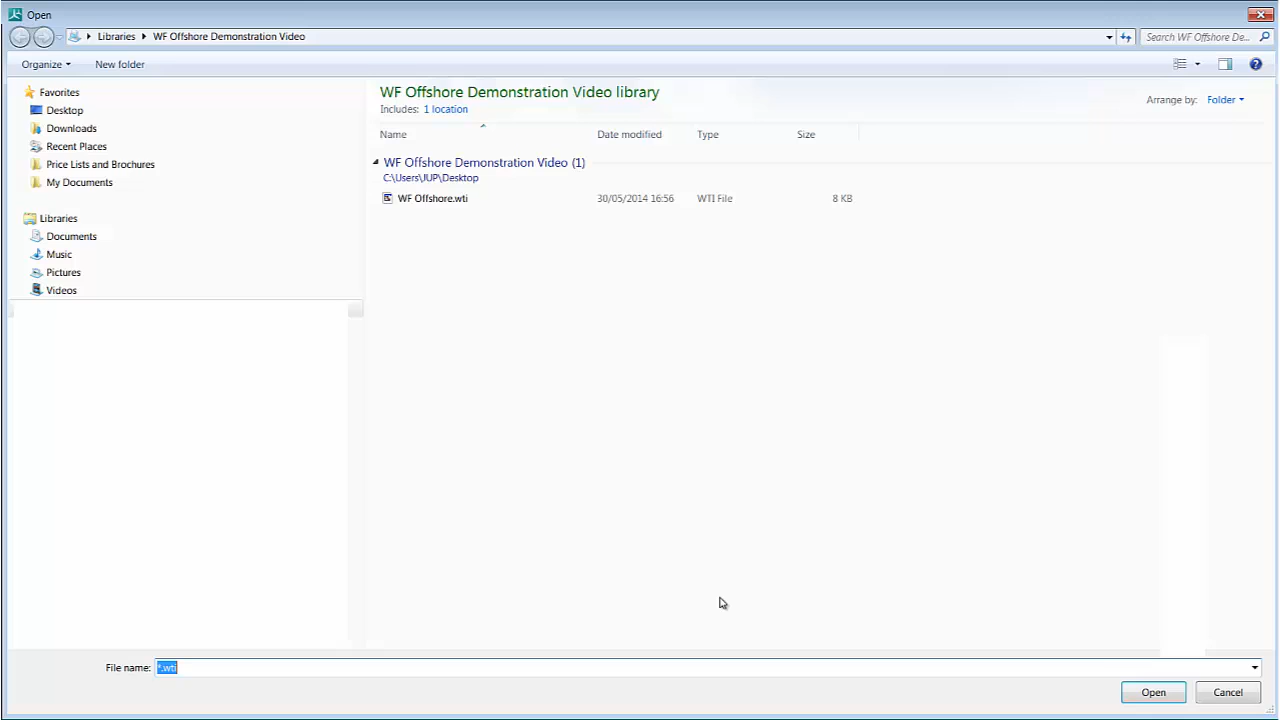 Open
Libraries WF Offshore Demonstration Video
Search WF Offshore De...
Organize New folder
Favorites
Desktop
Downloads
Recent Places
Price Lists and Brochures
My Documents
Libraries
Documents
Music
Pictures
Videos
WF Offshore Demonstration Video library
Includes: 1 location
Arrange by: Folder
Name Date modified Type Size
WF Offshore Demonstration Video (1)
C:\Users\JUP\Desktop
WF Offshore.wti 30/05/2014 16:56 WTI File 8 KB
File name: *.wti
Open Cancel